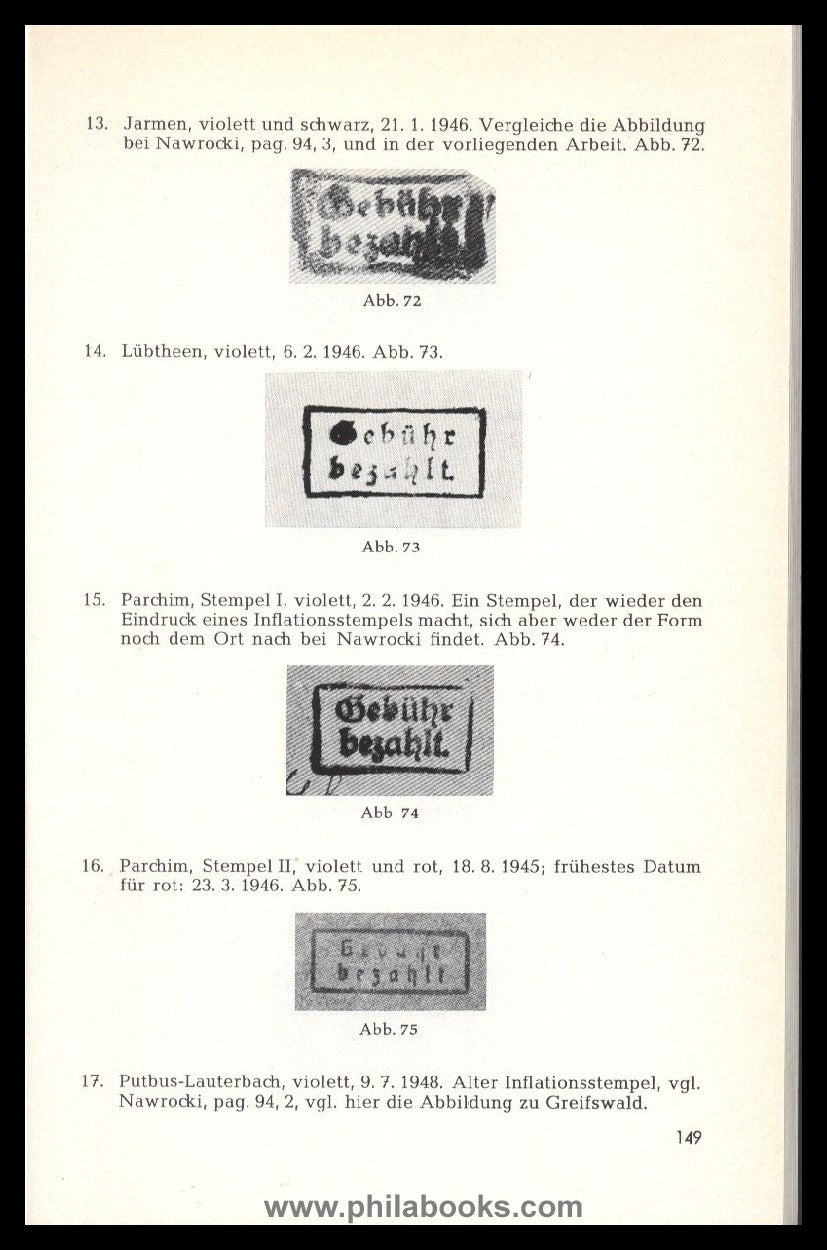 13. Jarmen, violett und schwarz, 21. 1. 1946. Vergleiche die Abbildung
bei Nawrocki, pag. 94, 3, und in der vorliegenden Arbeit. Abb. 72.
Gebühr
bezahlt.
Abb. 72
14. Lübtheen, violett, 6. 2. 1946. Abb. 73.
Gebühr
bezahlt.
Abb. 73
15. Parchim, Stempel I, violett, 2. 2. 1946. Ein Stempel, der wieder den
Eindruck eines Inflationsstempels macht, sich aber weder der Form
noch dem Ort nach bei Nawrocki findet. Abb. 74.
Gebühr
bezahlt.
Abb 74
16. Parchim, Stempel II, violett und rot, 18. 8. 1945; frühestes Datum
für rot: 23. 3. 1946. Abb. 75.
Gebühr
bezahlt
Abb. 75
17. Putbus-Lauterbach, violett, 9. 7. 1948. Alter Inflationsstempel, vgl.
Nawrocki, pag. 94, 2, vgl. hier die Abbildung zu Greifswald.
149
www.philabooks.com